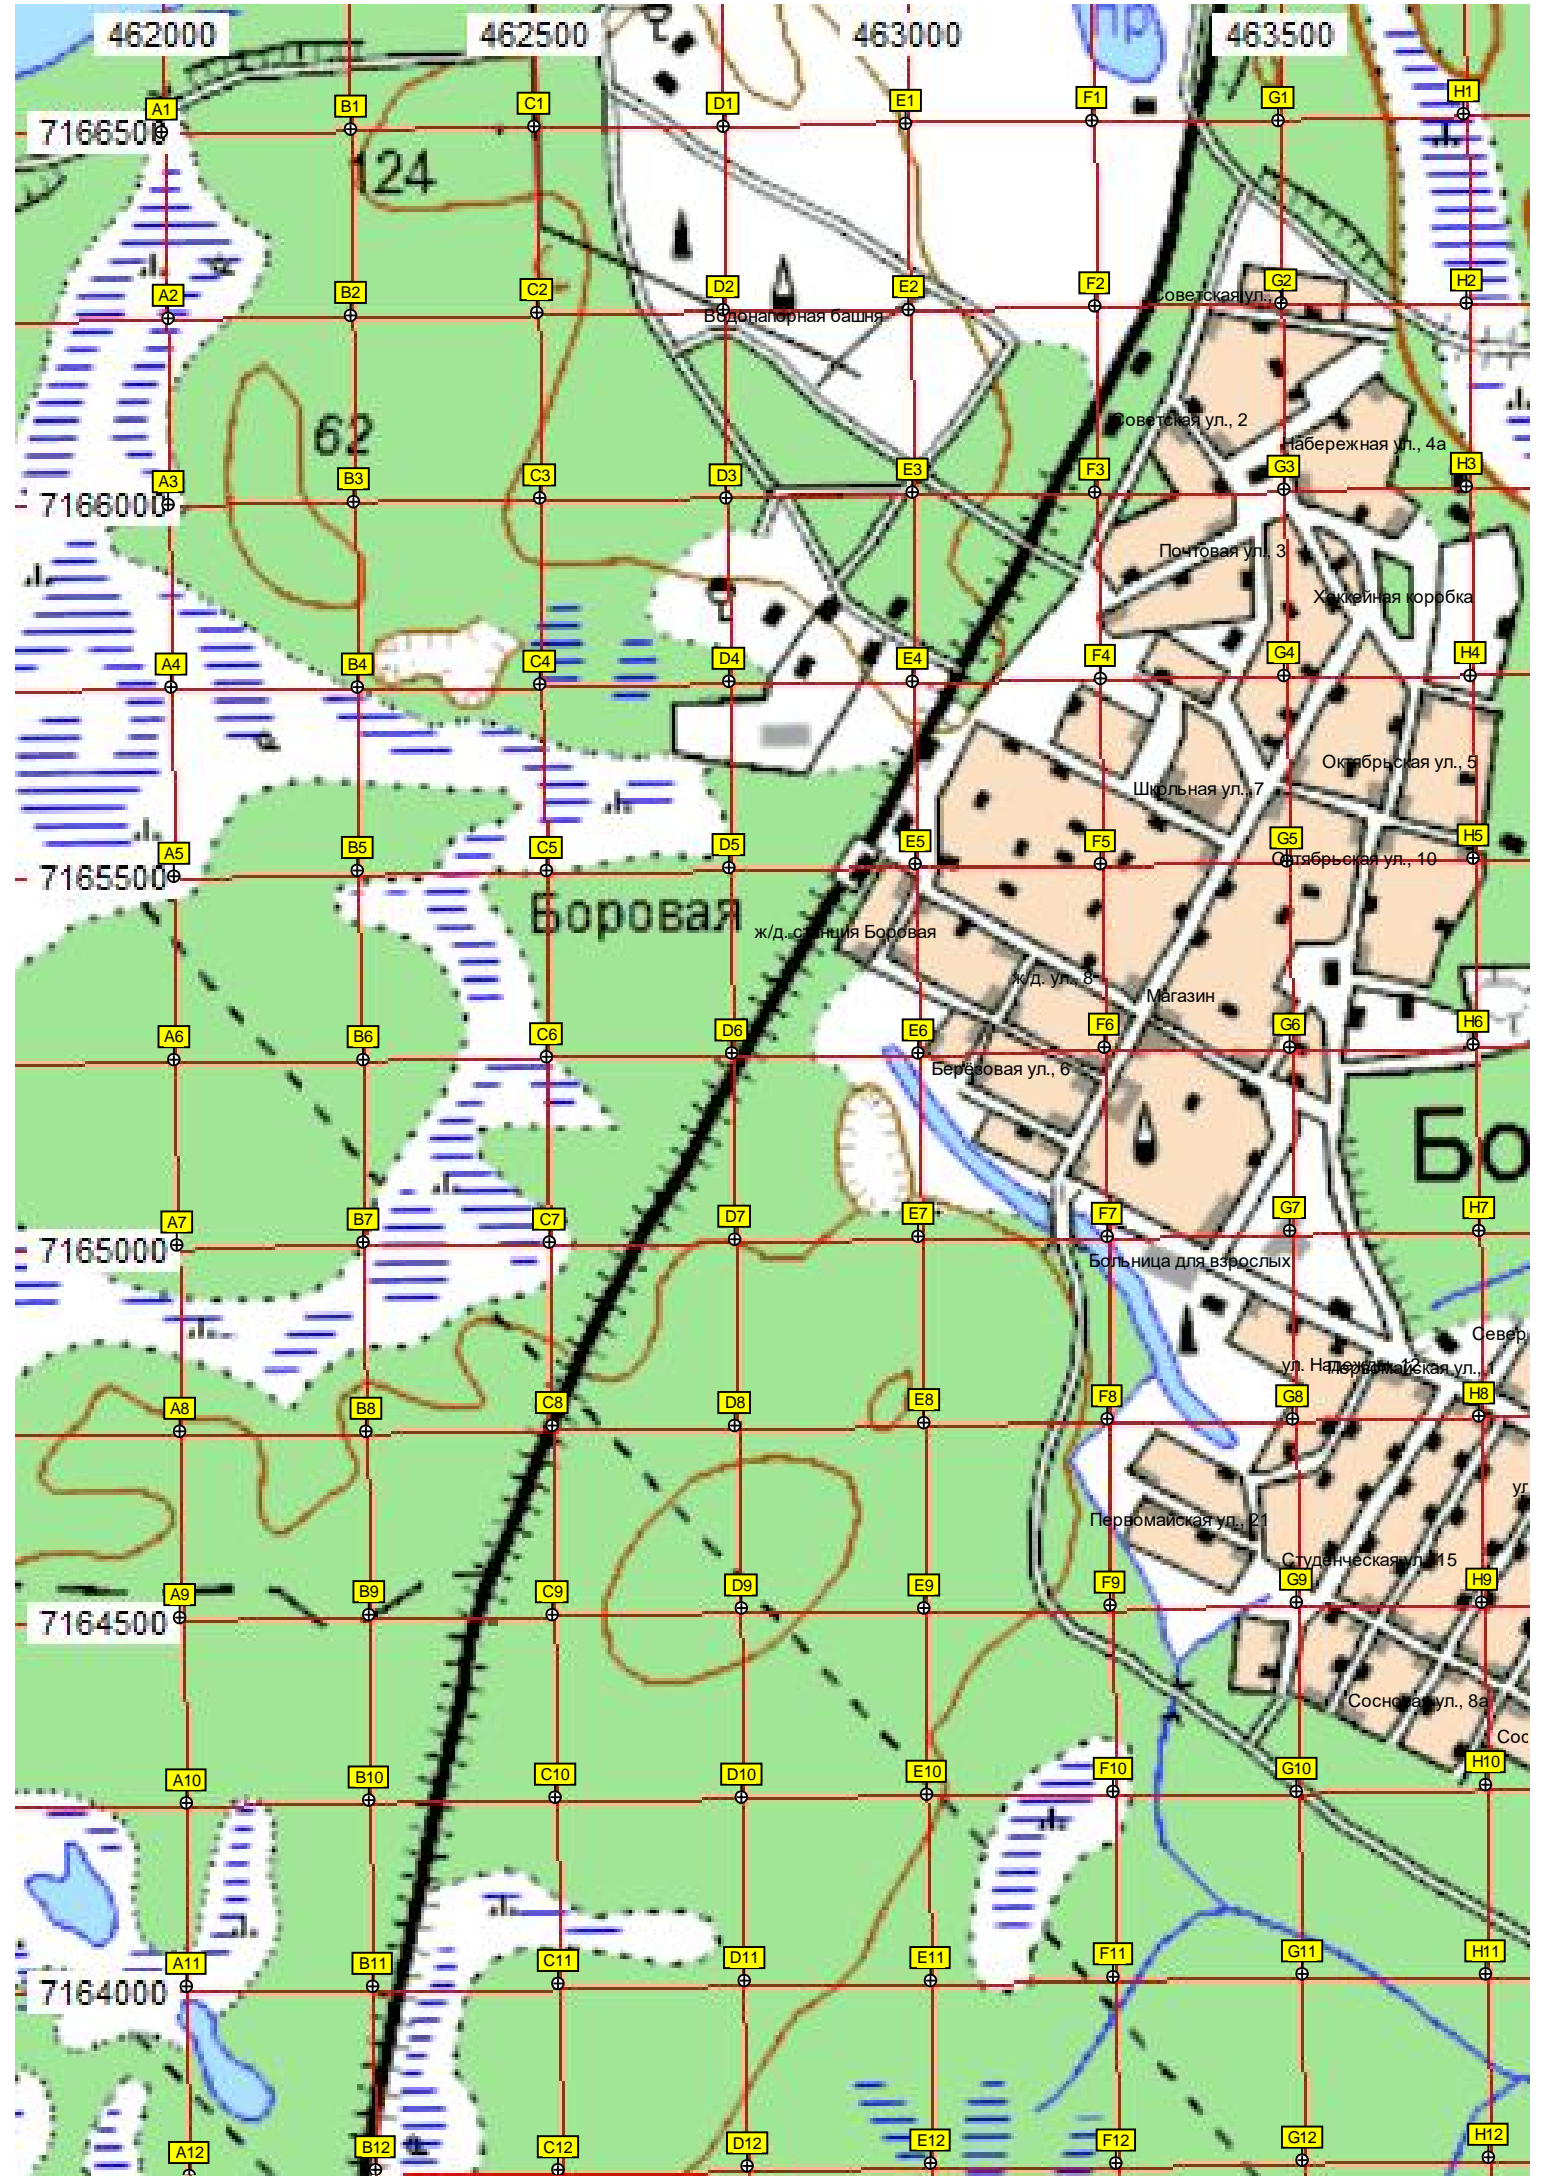 462000 462500 463000 463500
пр
A1 B1 C1 D1 E1 F1 G1 H1
7166500
124
A2 B2 C2 D2 E2 F2 G2 H2
Советская ул.,
Водонапорная башня
62
Советская ул., 2
Набережная ул., 4а
A3 B3 C3 D3 E3 F3 G3 H3
7166000
Почтовая ул., 3
Хоккейная коробка
A4 B4 C4 D4 E4 F4 G4 H4
Октябрьская ул., 5
Школьная ул., 7
A5 B5 C5 D5 E5 F5 G5 H5
Октябрьская ул., 10
7165500
Боровая
ж/д. станция Боровая
ж/д. ул., 8
Магазин
A6 B6 C6 D6 E6 F6 G6 H6
Берёзовая ул., 6
Бо
A7 B7 C7 D7 E7 F7 G7 H7
7165000
Больница для взрослых
Север
ул. Надежды, 12
Первомайская ул., 1
A8 B8 C8 D8 E8 F8 G8 H8
ул
Первомайская ул., 21
Студенческая ул., 15
A9 B9 C9 D9 E9 F9 G9 H9
7164500
Сосновая ул., 8а
Сос
A10 B10 C10 D10 E10 F10 G10 H10
A11 B11 C11 D11 E11 F11 G11 H11
7164000
A12 B12 C12 D12 E12 F12 G12 H12